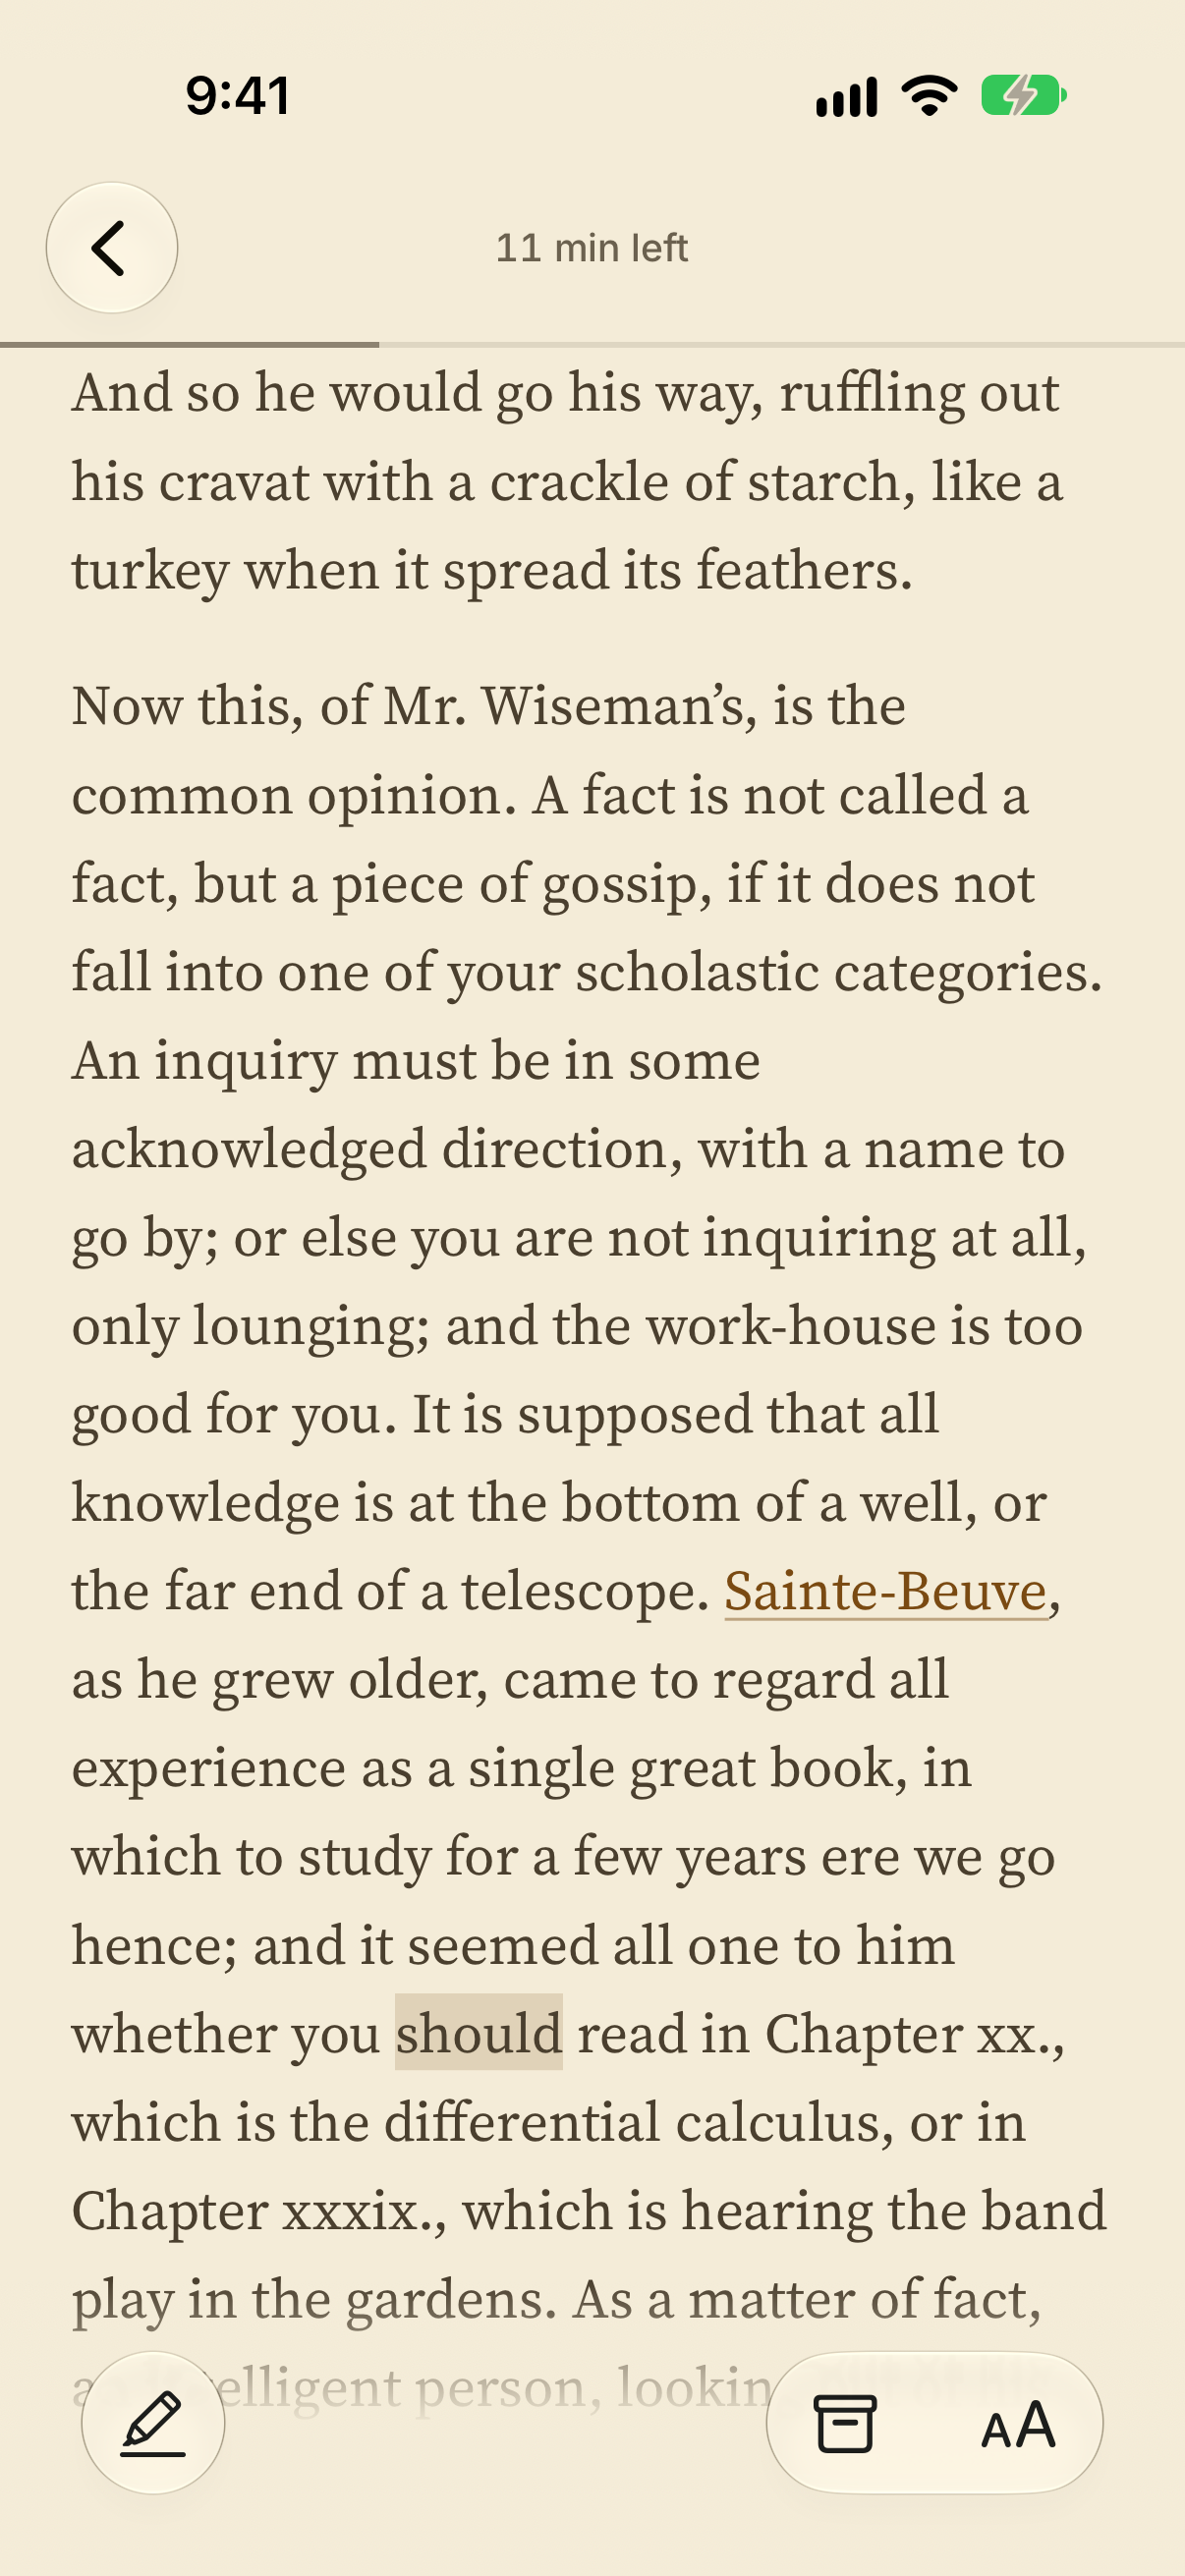 9:41
11 min left
And so he would go his way, ruffling out
his cravat with a crackle of starch, like a
turkey when it spread its feathers.
Now this, of Mr. Wiseman’s, is the
common opinion. A fact is not called a
fact, but a piece of gossip, if it does not
fall into one of your scholastic categories.
An inquiry must be in some
acknowledged direction, with a name to
go by; or else you are not inquiring at all,
only lounging; and the work-house is too
good for you. It is supposed that all
knowledge is at the bottom of a well, or
the far end of a telescope. Sainte-Beuve,
as he grew older, came to regard all
experience as a single great book, in
which to study for a few years ere we go
hence; and it seemed all one to him
whether you should read in Chapter xx.,
which is the differential calculus, or in
Chapter xxxix., which is hearing the band
play in the gardens. As a matter of fact,
person,
AA